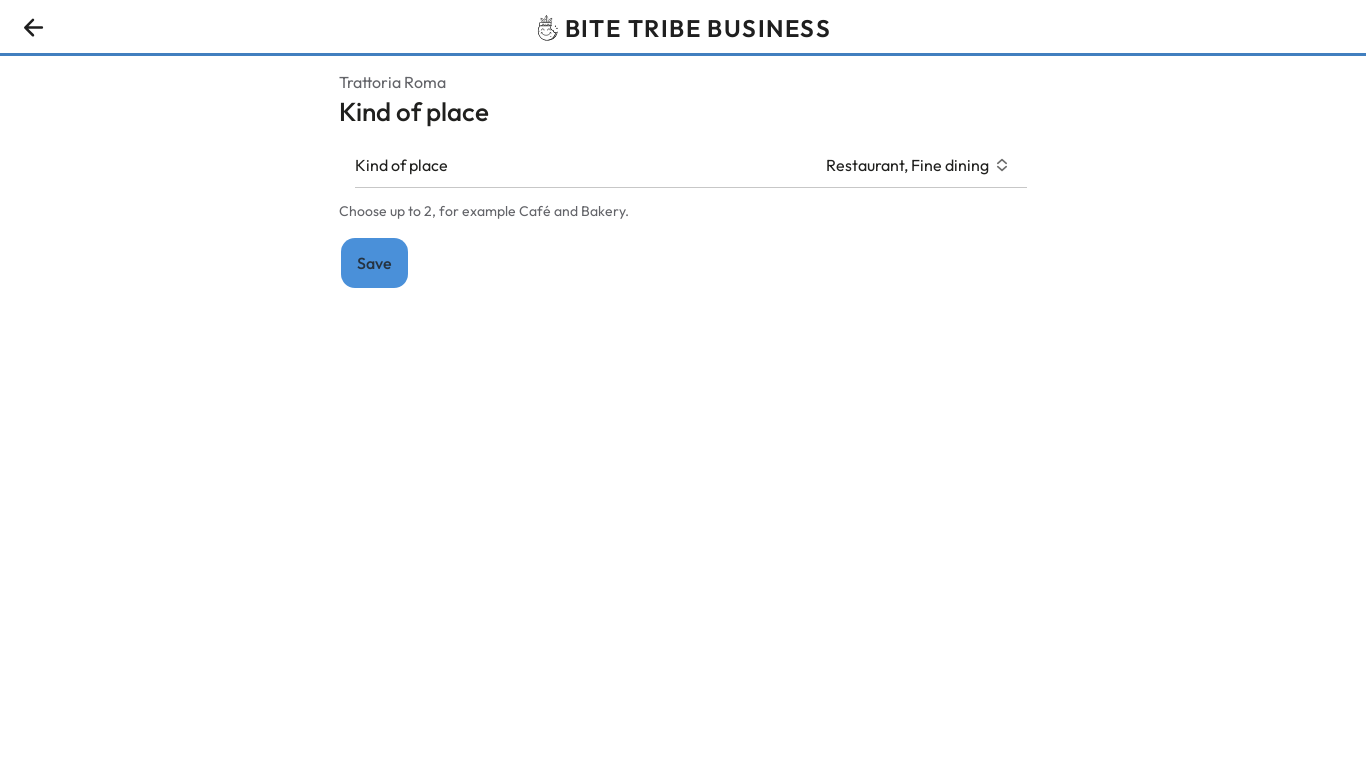 BITE TRIBE BUSINESS
Trattoria Roma
Kind of place
Kind of place
Restaurant, Fine dining
Choose up to 2, for example Café and Bakery.
Save